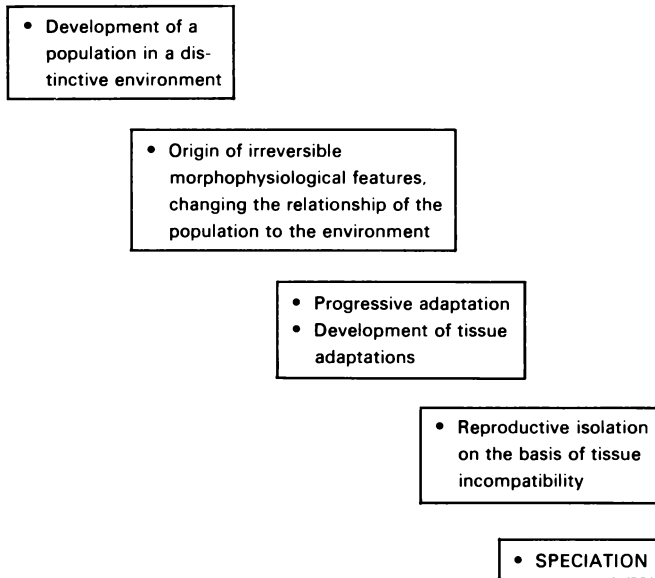 • Development of a
population in a dis-
tinctive environment
• Origin of irreversible
morphophysiological features,
changing the relationship of the
population to the environment
• Progressive adaptation
• Development of tissue
adaptations
• Reproductive isolation
on the basis of tissue
incompatibility
• SPECIATION